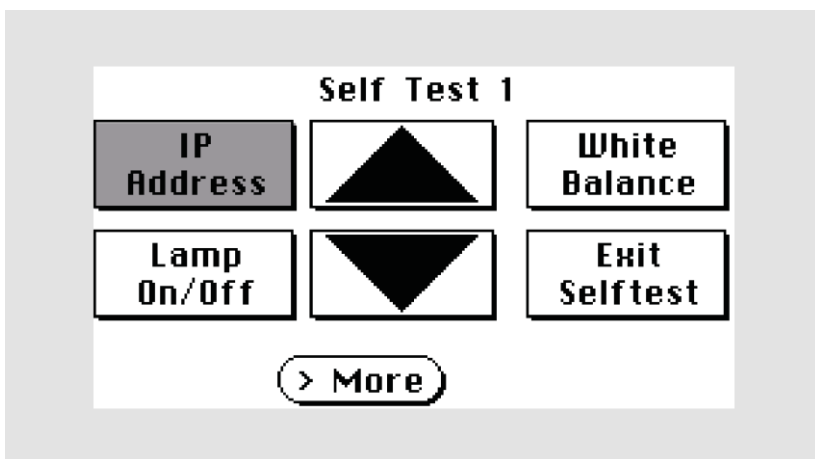 Self Test 1
IP
Address
White
Balance
Lamp
On/Off
Exit
Selftest
> More